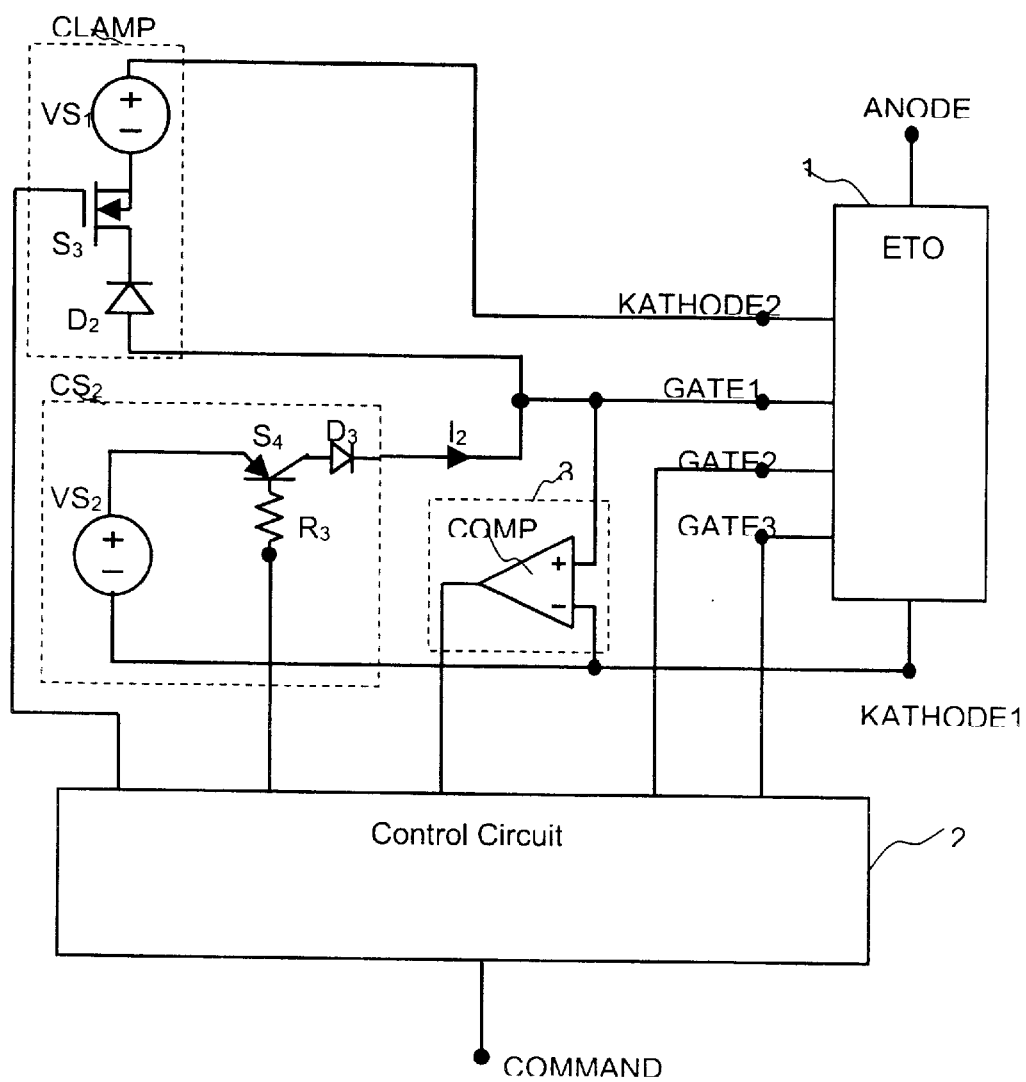 CLAMP
VS1
+
−
S3
D2
ANODE
1
ETO
KATHODE2
GATE1
GATE2
GATE3
CS2
S4
D3
I2
VS2
+
−
R3
3
COMP
+
−
KATHODE1
Control Circuit
2
COMMAND